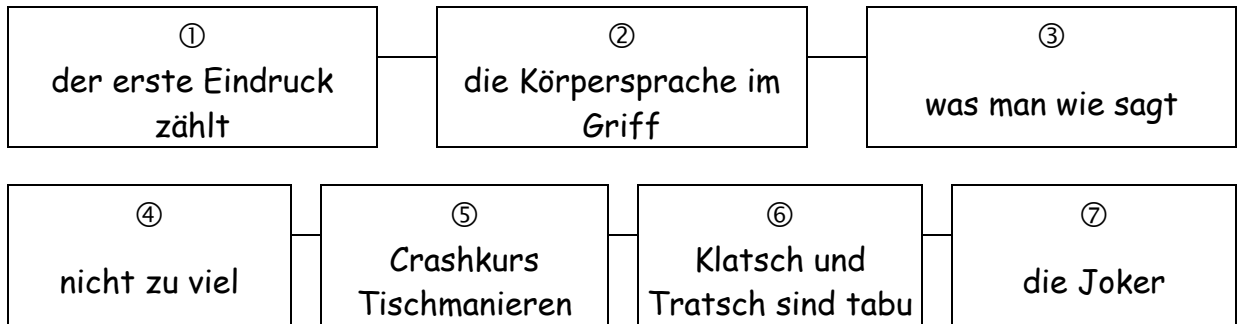 ①
der erste Eindruck
zählt
②
die Körpersprache im
Griff
③
was man wie sagt
④
nicht zu viel
⑤
Crashkurs
Tischmanieren
⑥
Klatsch und
Tratsch sind tabu
⑦
die Joker